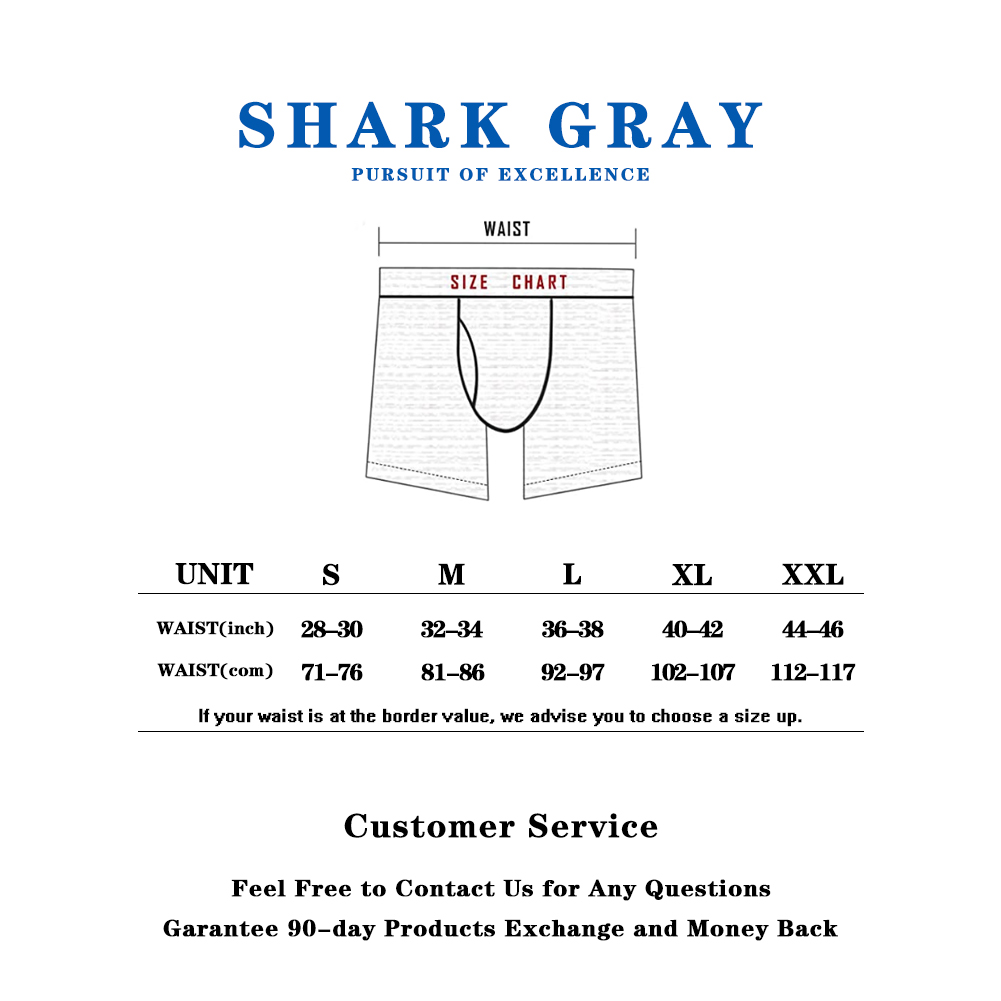 SHARK GRAY
PURSUIT OF EXCELLENCE
WAIST
SIZE CHART
UNIT S M L XL XXL
WAIST(inch) 28–30 32–34 36–38 40–42 44–46
WAIST(com) 71–76 81–86 92–97 102–107 112–117
If your waist is at the border value, we advise you to choose a size up.
Customer Service
Feel Free to Contact Us for Any Questions
Garantee 90–day Products Exchange and Money Back